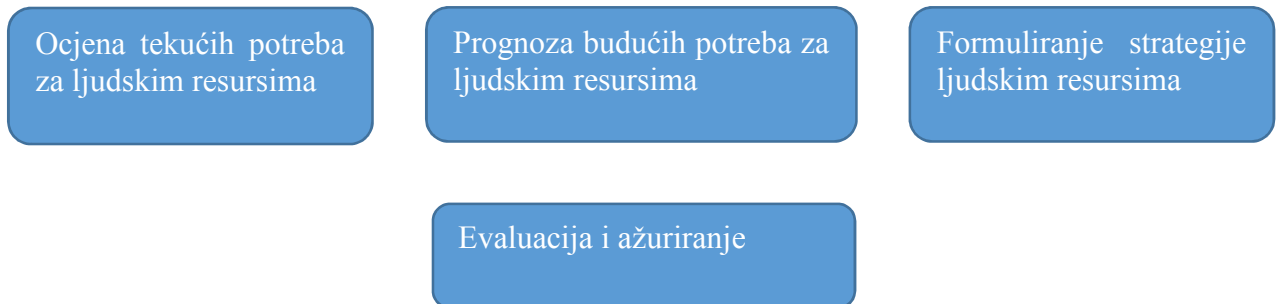 Ocjena tekućih potreba
za ljudskim resursima
Prognoza budućih potreba za
ljudskim resursima
Formuliranje strategije
ljudskim resursima
Evaluacija i ažuriranje